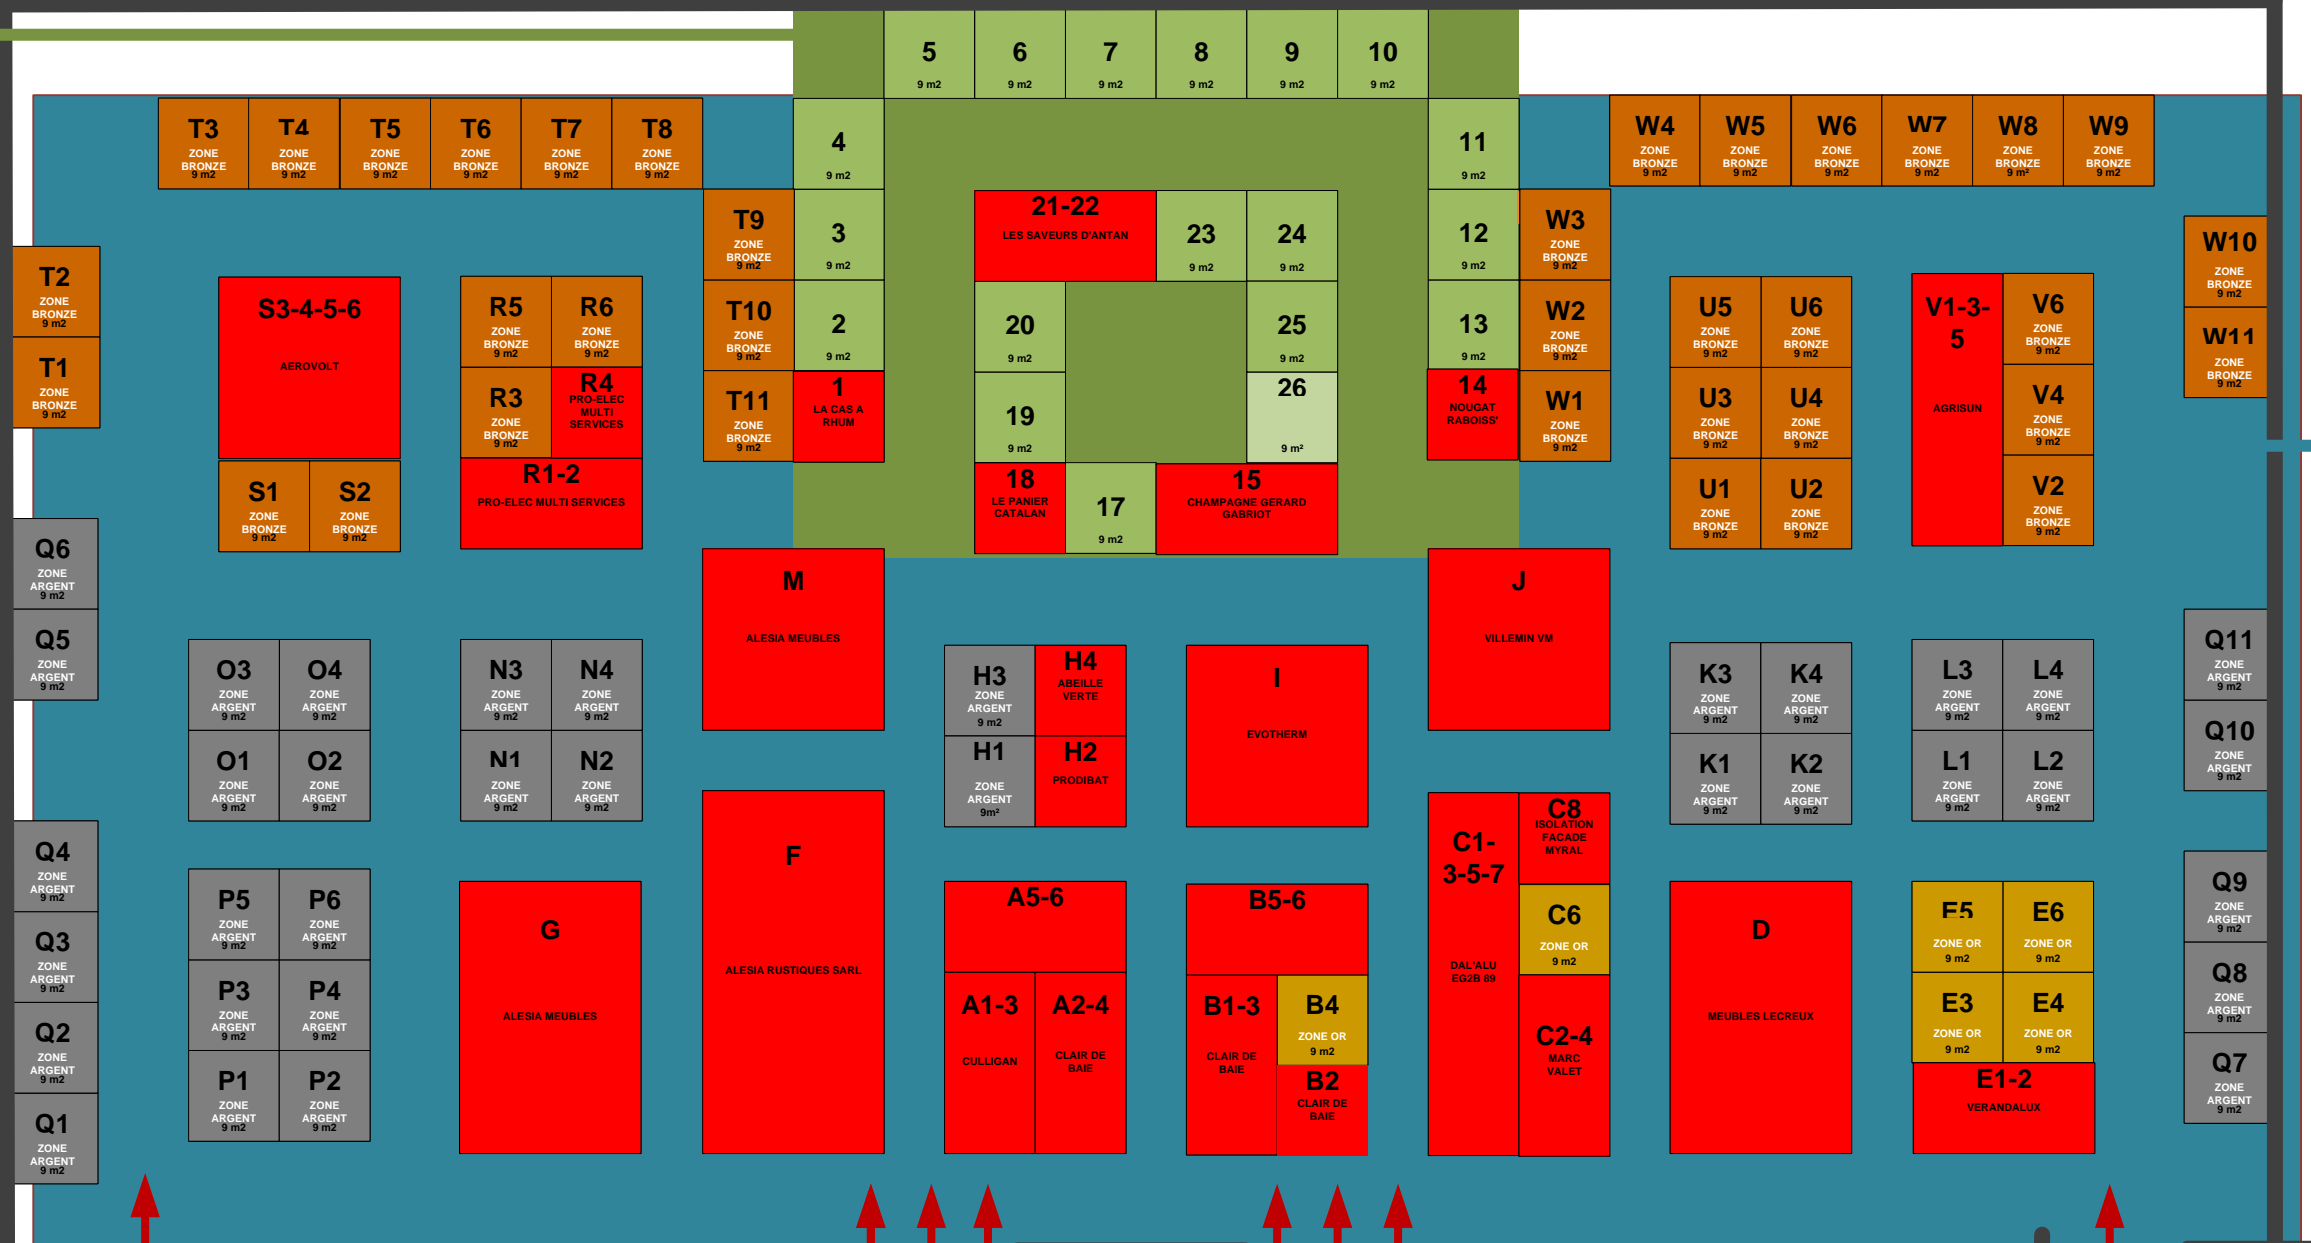 5
9 m2
6
9 m2
7
9 m2
8
9 m2
9
9 m2
10
9 m2
T3
ZONE
BRONZE
9 m2
T4
ZONE
BRONZE
9 m2
T5
ZONE
BRONZE
9 m2
T6
ZONE
BRONZE
9 m2
T7
ZONE
BRONZE
9 m2
T8
ZONE
BRONZE
9 m2
4
9 m2
11
9 m2
W4
ZONE
BRONZE
9 m2
W5
ZONE
BRONZE
9 m2
W6
ZONE
BRONZE
9 m2
W7
ZONE
BRONZE
9 m2
W8
ZONE
BRONZE
9 m²
W9
ZONE
BRONZE
9 m2
T9
ZONE
BRONZE
9 m2
3
9 m2
21-22
LES SAVEURS D'ANTAN
23
9 m2
24
9 m2
12
9 m2
W3
ZONE
BRONZE
9 m2
W10
ZONE
BRONZE
9 m2
T2
ZONE
BRONZE
9 m2
S3-4-5-6
AEROVOLT
R5
ZONE
BRONZE
9 m2
R6
ZONE
BRONZE
9 m2
T10
ZONE
BRONZE
9 m2
2
9 m2
20
9 m2
25
9 m2
13
9 m2
W2
ZONE
BRONZE
9 m2
U5
ZONE
BRONZE
9 m2
U6
ZONE
BRONZE
9 m2
V1-3-
5
AGRISUN
V6
ZONE
BRONZE
9 m2
W11
ZONE
BRONZE
9 m2
T1
ZONE
BRONZE
9 m2
R3
ZONE
BRONZE
9 m2
R4
PRO-ELEC
MULTI
SERVICES
T11
ZONE
BRONZE
9 m2
1
LA CAS A
RHUM
19
9 m2
26
9 m²
14
NOUGAT
RABOISS'
W1
ZONE
BRONZE
9 m2
U3
ZONE
BRONZE
9 m2
U4
ZONE
BRONZE
9 m2
V4
ZONE
BRONZE
9 m2
S1
ZONE
BRONZE
9 m2
S2
ZONE
BRONZE
9 m2
R1-2
PRO-ELEC MULTI SERVICES
18
LE PANIER
CATALAN
17
9 m2
15
CHAMPAGNE GERARD
GABRIOT
U1
ZONE
BRONZE
9 m2
U2
ZONE
BRONZE
9 m2
V2
ZONE
BRONZE
9 m2
Q6
ZONE
ARGENT
9 m2
M
ALESIA MEUBLES
J
VILLEMIN VM
Q5
ZONE
ARGENT
9 m2
O3
ZONE
ARGENT
9 m2
O4
ZONE
ARGENT
9 m2
N3
ZONE
ARGENT
9 m2
N4
ZONE
ARGENT
9 m2
H3
ZONE
ARGENT
9 m2
H4
ABEILLE
VERTE
I
EVOTHERM
K3
ZONE
ARGENT
9 m2
K4
ZONE
ARGENT
9 m2
L3
ZONE
ARGENT
9 m2
L4
ZONE
ARGENT
9 m2
Q11
ZONE
ARGENT
9 m2
O1
ZONE
ARGENT
9 m2
O2
ZONE
ARGENT
9 m2
N1
ZONE
ARGENT
9 m2
N2
ZONE
ARGENT
9 m2
H1
ZONE
ARGENT
9m²
H2
PRODIBAT
K1
ZONE
ARGENT
9 m2
K2
ZONE
ARGENT
9 m2
L1
ZONE
ARGENT
9 m2
L2
ZONE
ARGENT
9 m2
Q10
ZONE
ARGENT
9 m2
Q4
ZONE
ARGENT
9 m2
F
ALESIA RUSTIQUES SARL
C1-
3-5-7
DAL'ALU
EG2B 89
C8
ISOLATION
FACADE
MYRAL
P5
ZONE
ARGENT
9 m2
P6
ZONE
ARGENT
9 m2
G
ALESIA MEUBLES
A5-6
B5-6
C6
ZONE OR
9 m2
D
MEUBLES LECREUX
E5
ZONE OR
9 m2
E6
ZONE OR
9 m2
Q9
ZONE
ARGENT
9 m2
Q3
ZONE
ARGENT
9 m2
P3
ZONE
ARGENT
9 m2
P4
ZONE
ARGENT
9 m2
A1-3
CULLIGAN
A2-4
CLAIR DE
BAIE
B1-3
CLAIR DE
BAIE
B4
ZONE OR
9 m2
C2-4
MARC
VALET
E3
ZONE OR
9 m2
E4
ZONE OR
9 m2
Q8
ZONE
ARGENT
9 m2
Q2
ZONE
ARGENT
9 m2
P1
ZONE
ARGENT
9 m2
P2
ZONE
ARGENT
9 m2
B2
CLAIR DE
BAIE
E1-2
VERANDALUX
Q7
ZONE
ARGENT
9 m2
Q1
ZONE
ARGENT
9 m2